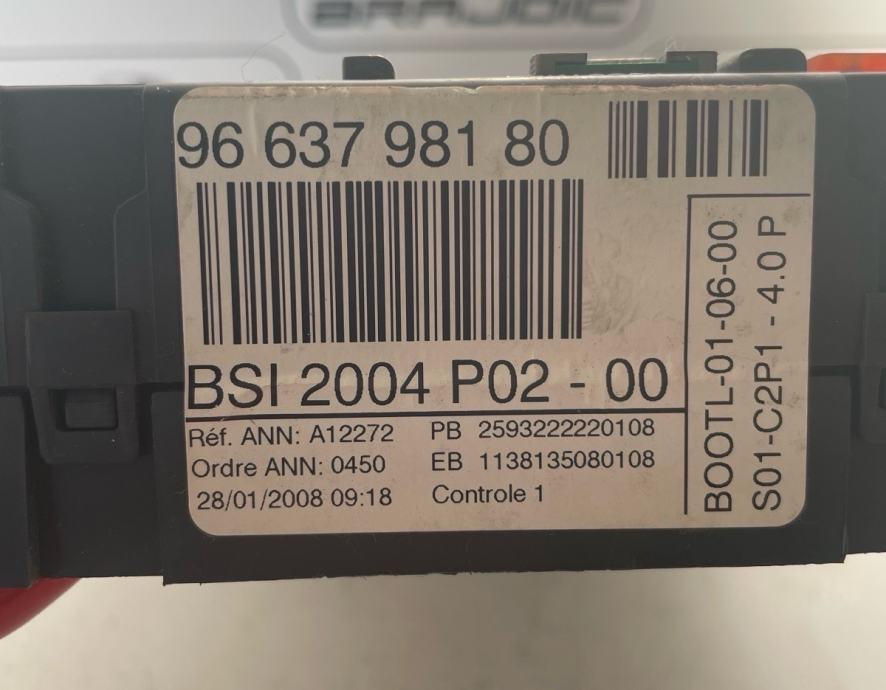 BRAJDIC
96 637 981 80
BSI 2004 P02 - 00
Réf. ANN: A12272 PB 2593222220108
Ordre ANN: 0450 EB 1138135080108
28/01/2008 09:18 Controle 1
BOOTL-01-06-00
S01-C2P1 - 4.0 P